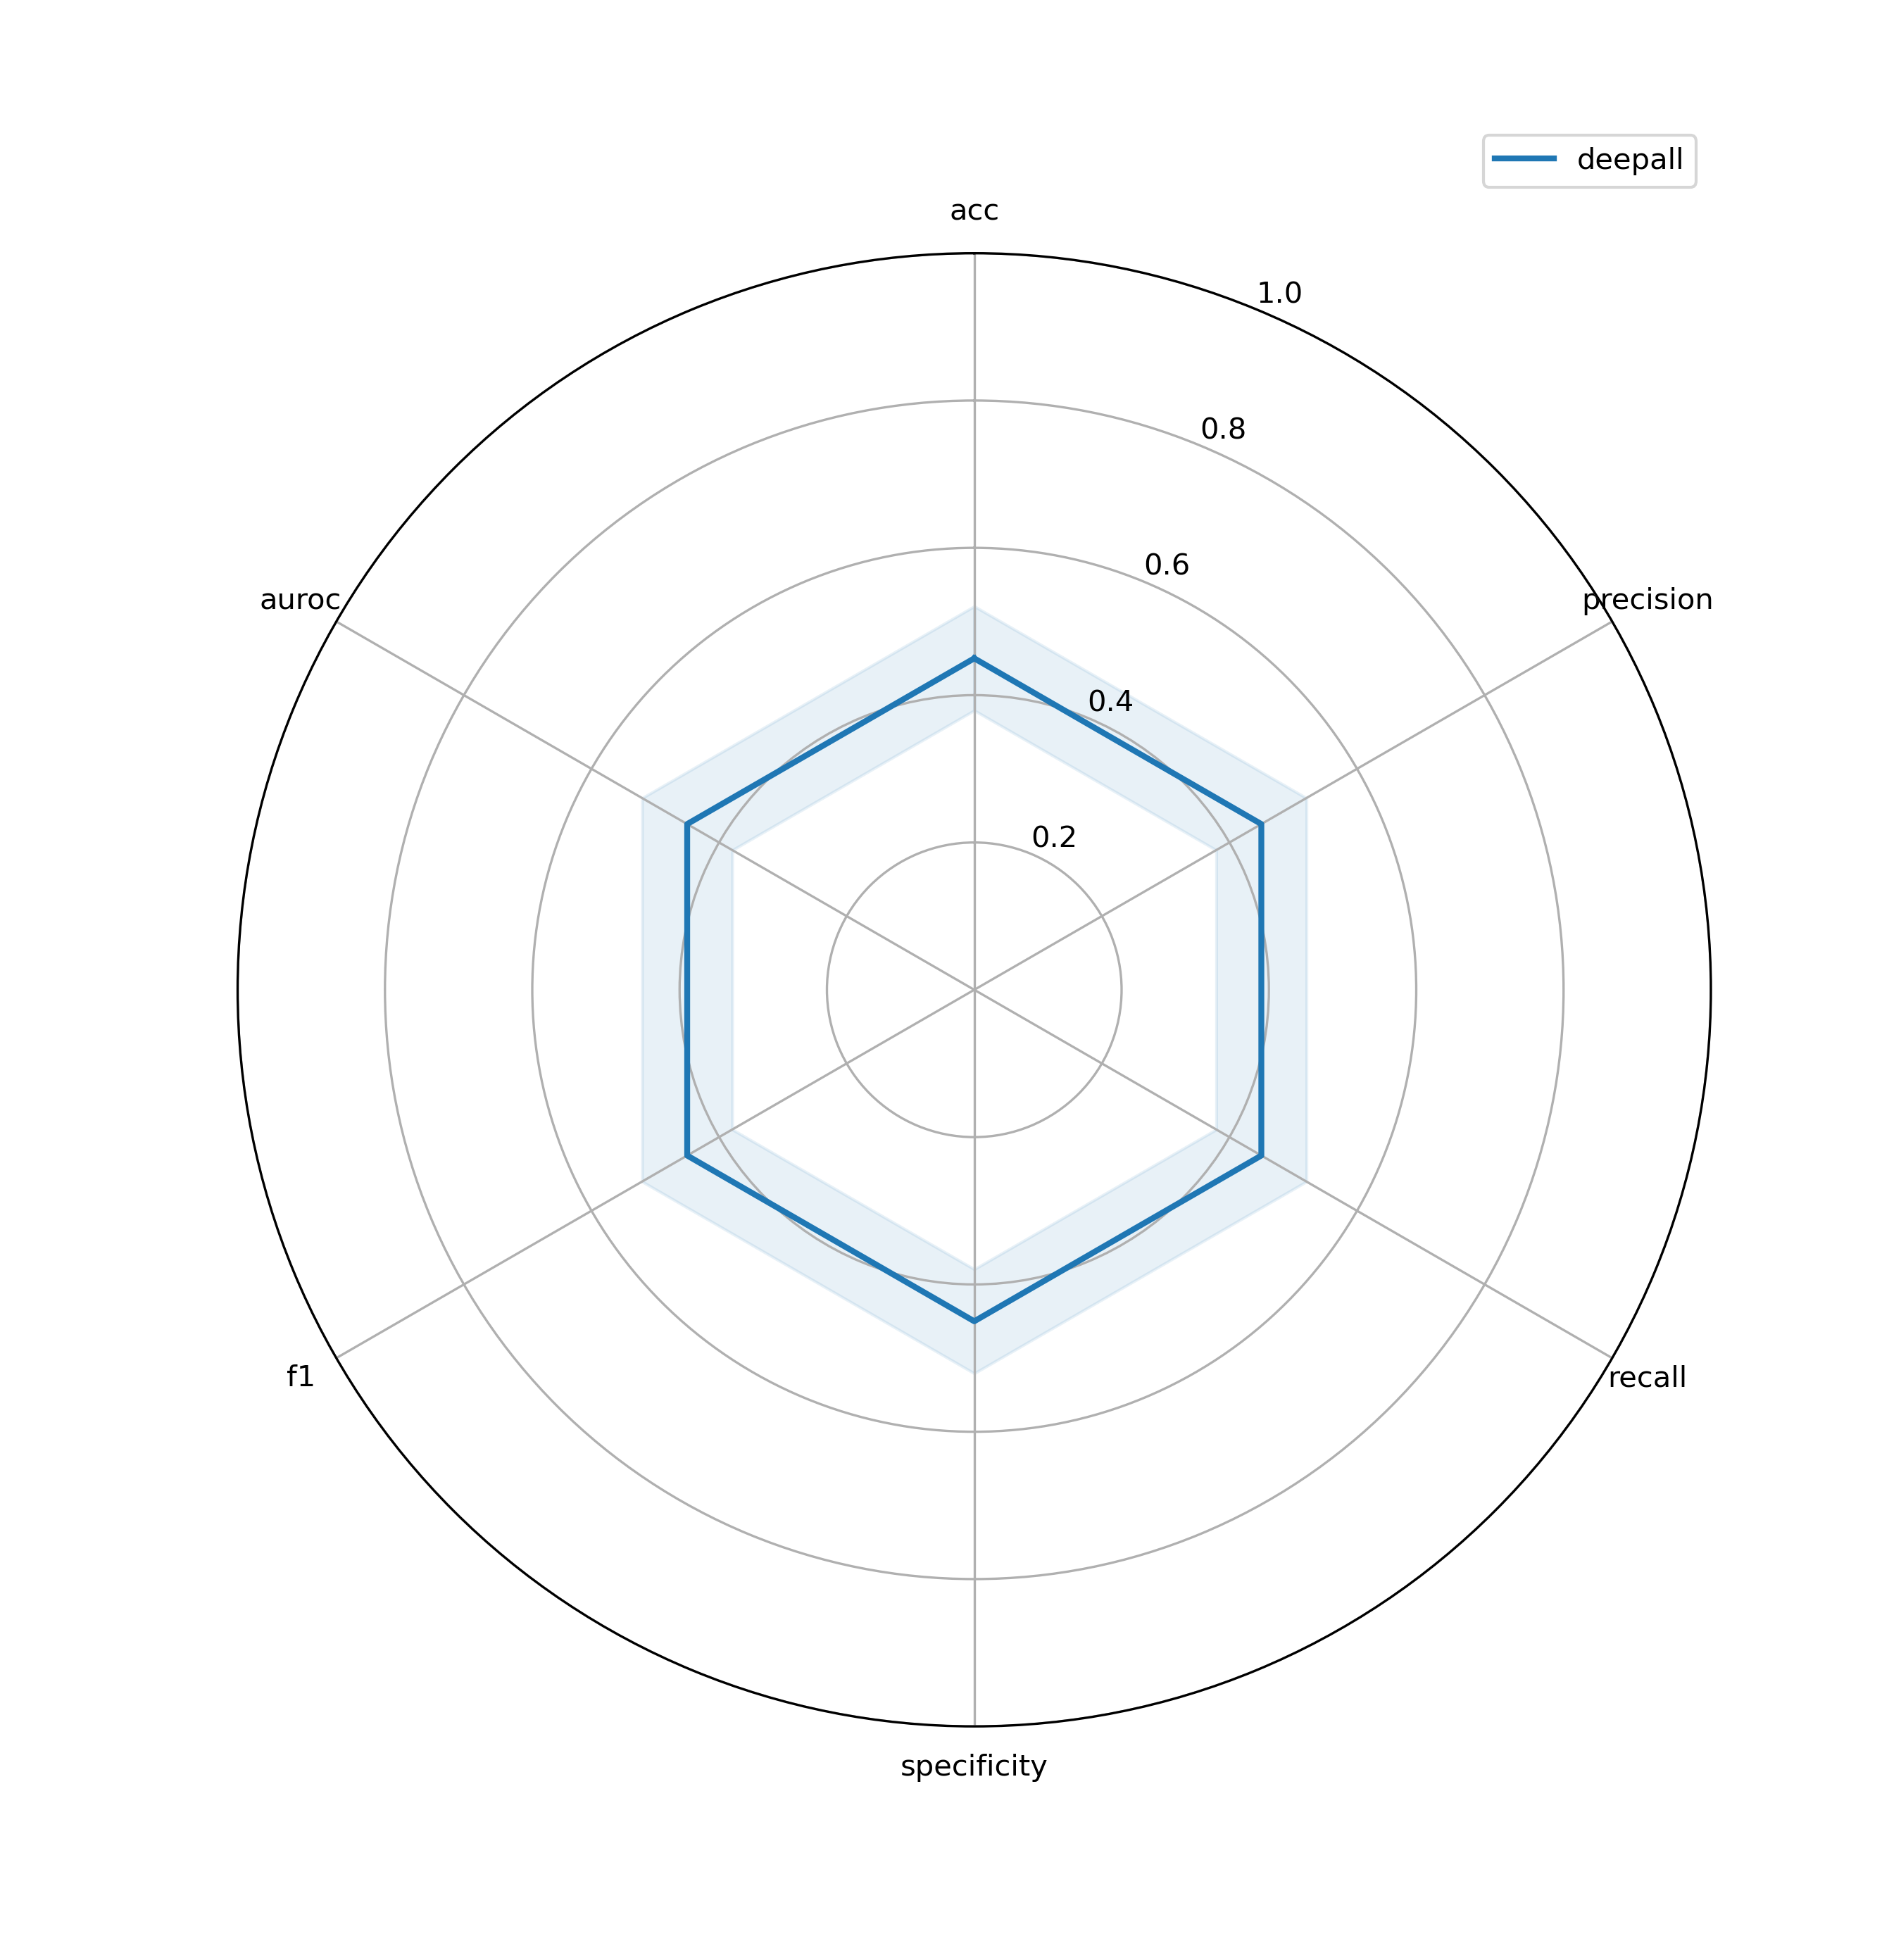 deepall
acc
1.0
0.8
0.6
auroc
precision
0.4
0.2
f1
recall
specificity